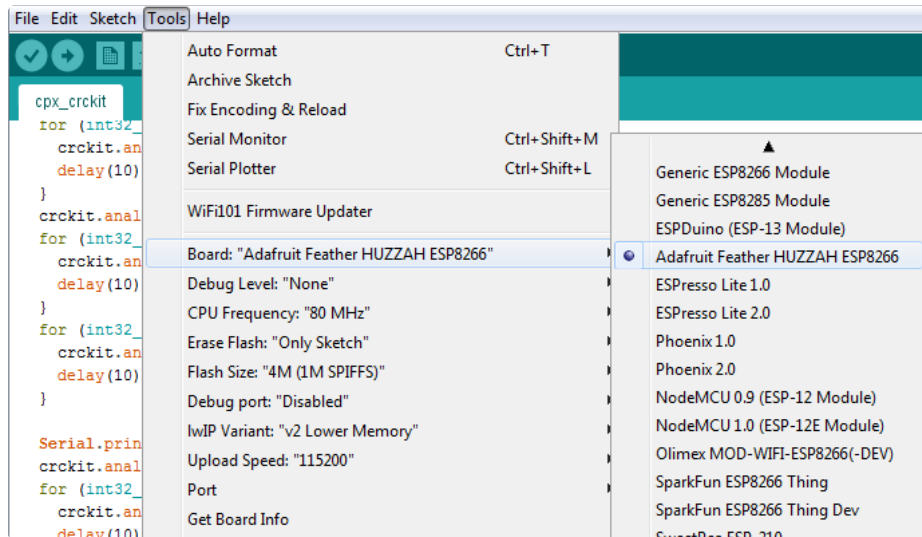 File Edit Sketch Tools Help
cpx_crckit
for (int32_
crckit.an
delay(10)
}
crckit.anal
for (int32_
crckit.an
delay(10)
}
for (int32_
crckit.an
delay(10)
}
Serial.prin
crckit.anal
for (int32_
crckit.an
delay(10)
Auto Format Ctrl+T
Archive Sketch
Fix Encoding & Reload
Serial Monitor Ctrl+Shift+M
Serial Plotter Ctrl+Shift+L
WiFi101 Firmware Updater
Board: "Adafruit Feather HUZZAH ESP8266"
Debug Level: "None"
CPU Frequency: "80 MHz"
Erase Flash: "Only Sketch"
Flash Size: "4M (1M SPIFFS)"
Debug port: "Disabled"
lwIP Variant: "v2 Lower Memory"
Upload Speed: "115200"
Port
Get Board Info
Generic ESP8266 Module
Generic ESP8285 Module
ESPDuino (ESP-13 Module)
Adafruit Feather HUZZAH ESP8266
ESPresso Lite 1.0
ESPresso Lite 2.0
Phoenix 1.0
Phoenix 2.0
NodeMCU 0.9 (ESP-12 Module)
NodeMCU 1.0 (ESP-12E Module)
Olimex MOD-WIFI-ESP8266(-DEV)
SparkFun ESP8266 Thing
SparkFun ESP8266 Thing Dev
SweetPea ESP-210